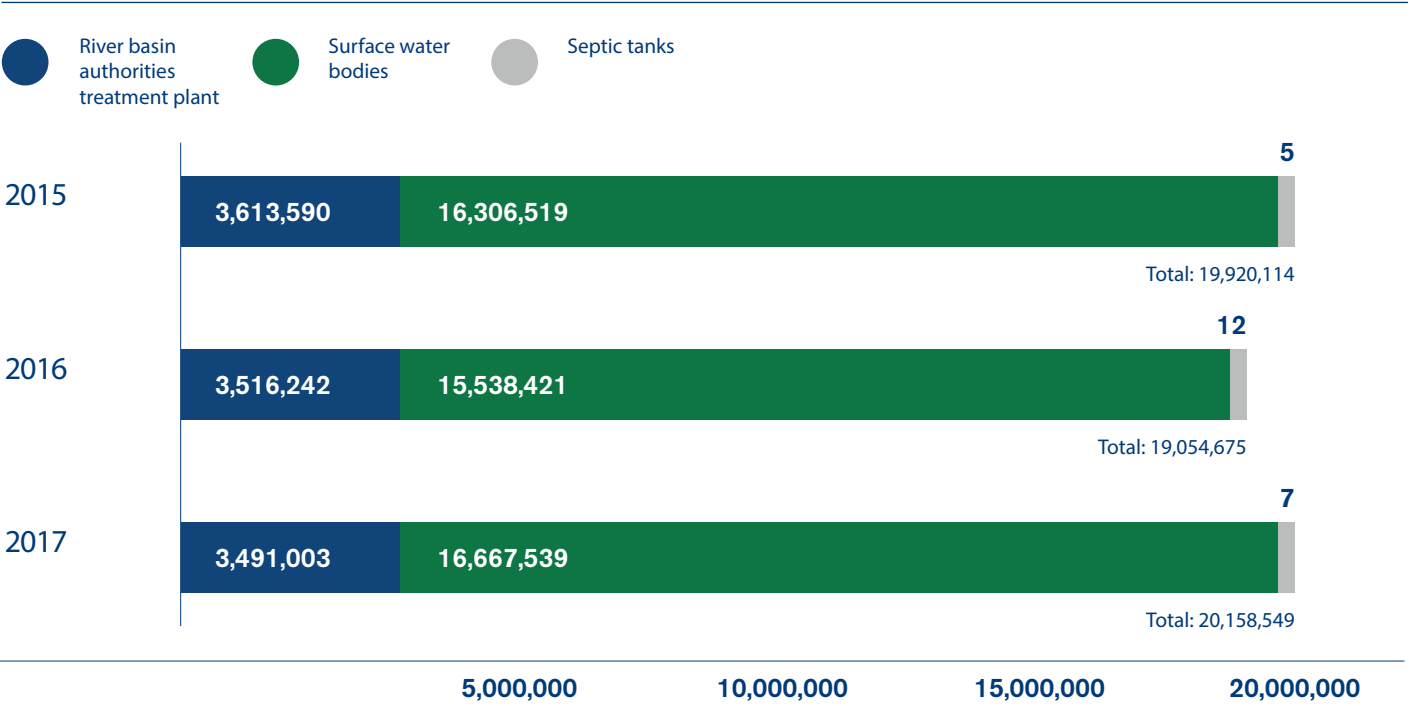 River basin
authorities
treatment plant
Surface water
bodies
Septic tanks
5
2015
3,613,590
16,306,519
Total: 19,920,114
12
2016
3,516,242
15,538,421
Total: 19,054,675
7
2017
3,491,003
16,667,539
Total: 20,158,549
5,000,000
10,000,000
15,000,000
20,000,000